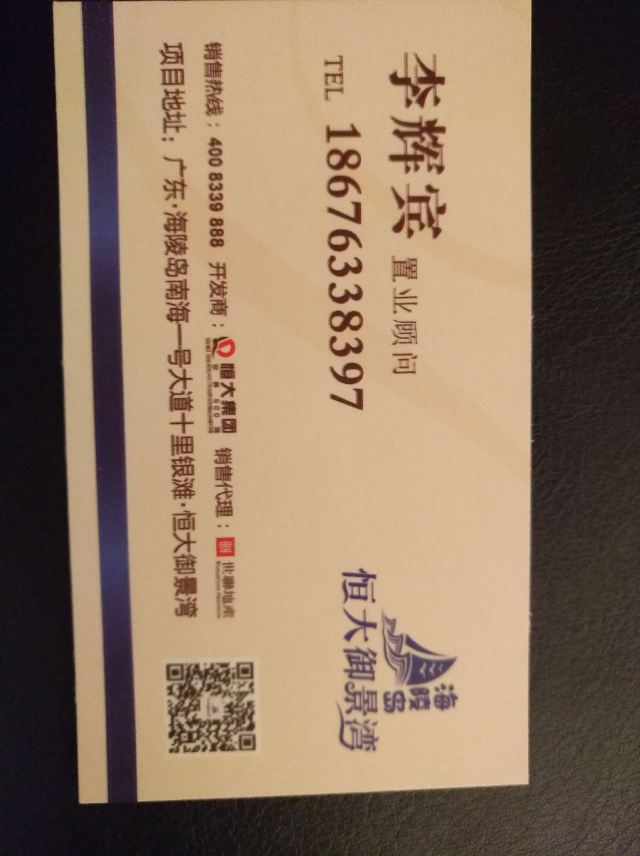 李辉宾 置业顾问
TEL 18676338397
海陵岛
恒大御景湾
销售热线：400 8339 888 开发商：恒大集团 销售代理：世聯地産
项目地址：广东·海陵岛南海一号大道十里银滩·恒大御景湾